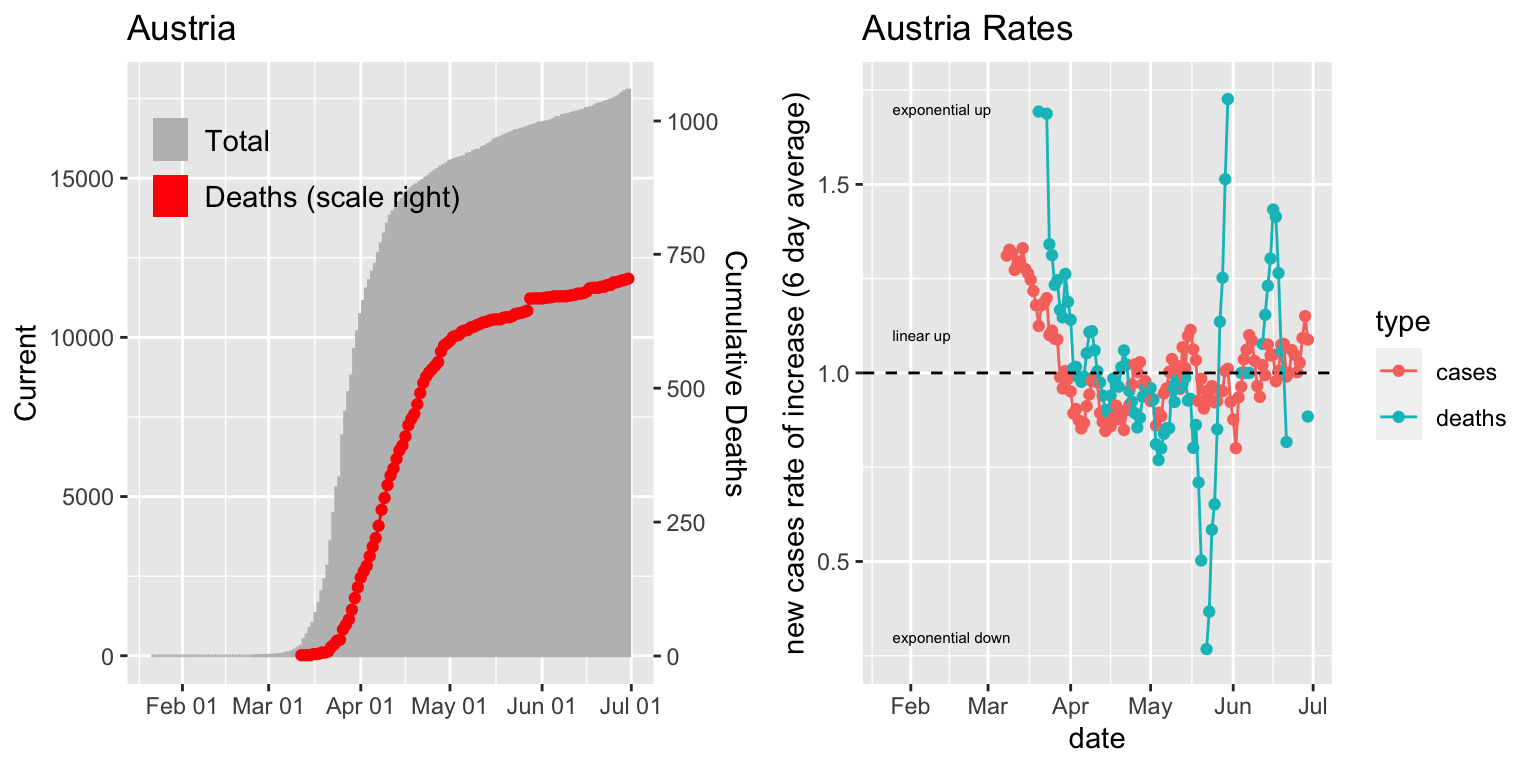 Austria
Total
Deaths (scale right)
Current
15000
10000
5000
0
1000
750
500
250
0
Cumulative Deaths
Feb 01 Mar 01 Apr 01 May 01 Jun 01 Jul 01
Austria Rates
new cases rate of increase (6 day average)
1.5
1.0
0.5
exponential up
linear up
exponential down
Feb Mar Apr May Jun Jul
date
type
cases
deaths